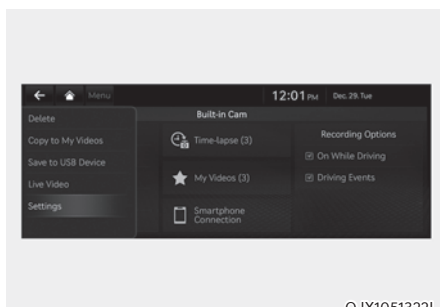 Menu
12:01 PM
Dec. 29. Tue
Delete
Copy to My Videos
Save to USB Device
Live Video
Settings
Built-in Cam
Time-lapse (3)
My Videos (3)
Smartphone
Connection
Recording Options
On While Driving
Driving Events